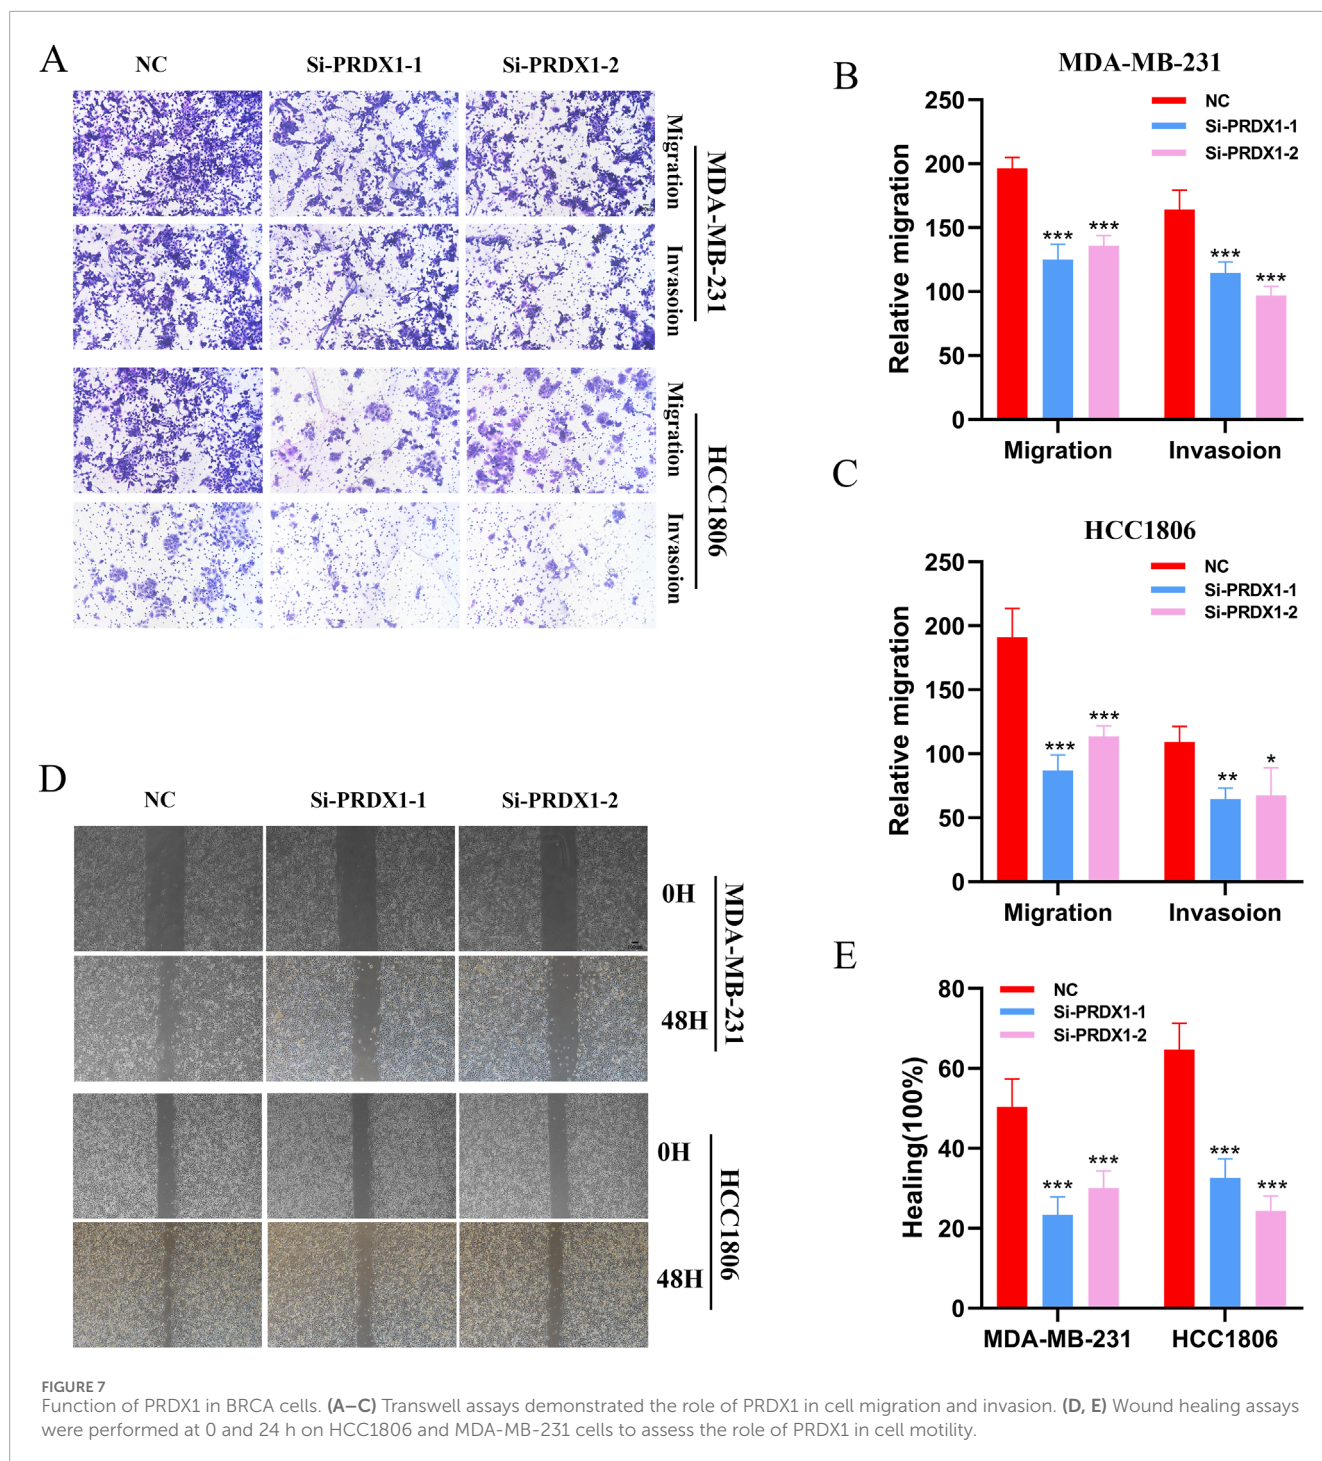 A
NC
Si-PRDX1-1
Si-PRDX1-2
Migration
Invasoion
MDA-MB-231
Migration
Invasoion
HCC1806
B
MDA-MB-231
NC
Si-PRDX1-1
Si-PRDX1-2
Relative migration
250
200
150
100
50
0
***
***
***
***
Migration
Invasoion
C
HCC1806
NC
Si-PRDX1-1
Si-PRDX1-2
Relative migration
250
200
150
100
50
0
***
***
**
*
Migration
Invasoion
D
NC
Si-PRDX1-1
Si-PRDX1-2
0H
48H
MDA-MB-231
0H
48H
HCC1806
E
NC
Si-PRDX1-1
Si-PRDX1-2
Healing(100%)
80
60
40
20
0
***
***
***
***
MDA-MB-231
HCC1806
FIGURE 7
Function of PRDX1 in BRCA cells. (A–C) Transwell assays demonstrated the role of PRDX1 in cell migration and invasion. (D, E) Wound healing assays
were performed at 0 and 24 h on HCC1806 and MDA-MB-231 cells to assess the role of PRDX1 in cell motility.